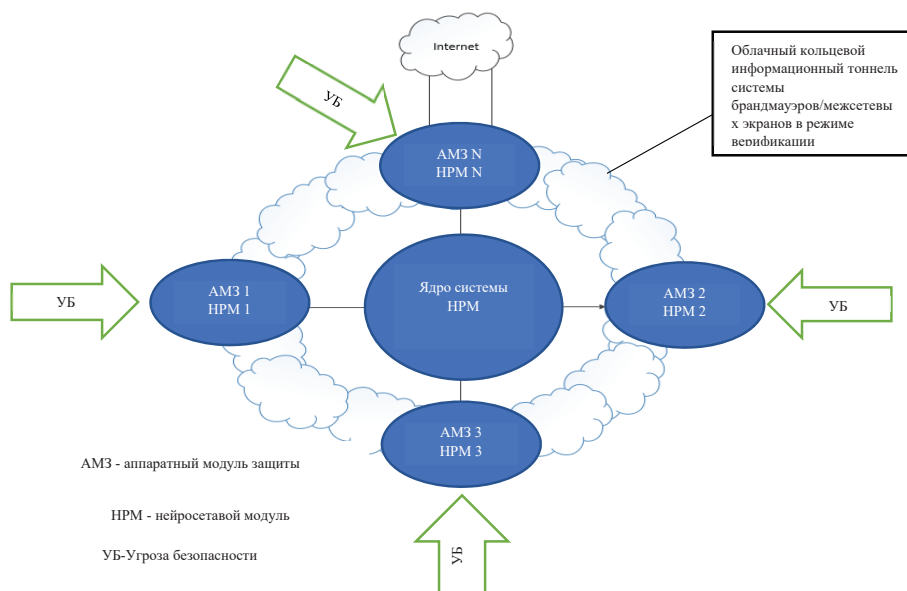 Internet
Облачный кольцевой
информационный тоннель
системы
брандмауэров/межсетевы
х экранов в режиме
верификации
УБ
АМЗ N
НРМ N
УБ
АМЗ 1
НРМ 1
Ядро системы
НРМ
АМЗ 2
НРМ 2
УБ
АМЗ 3
НРМ 3
АМЗ - аппаратный модуль защиты
НРМ - нейросетавой модуль
УБ-Угроза безопасности
УБ